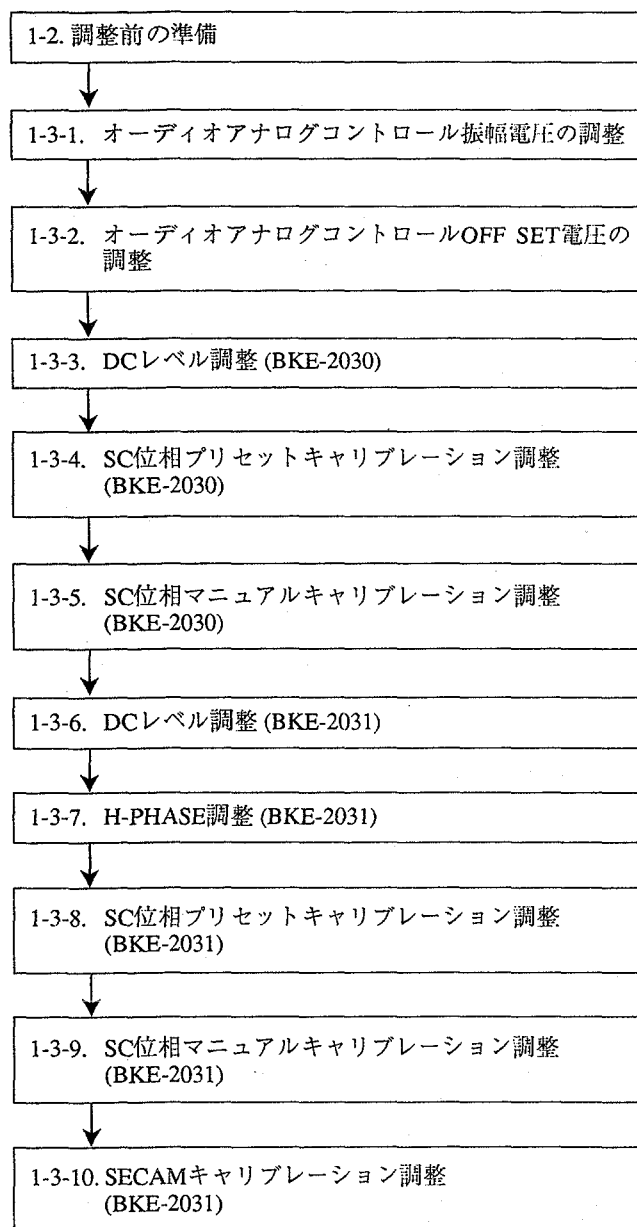 1-2. 調整前の準備
1-3-1. オーディオアナログコントロール振幅電圧の調整
1-3-2. オーディオアナログコントロールOFF SET電圧の
調整
1-3-3. DCレベル調整 (BKE-2030)
1-3-4. SC位相プリセットキャリブレーション調整
(BKE-2030)
1-3-5. SC位相マニュアルキャリブレーション調整
(BKE-2030)
1-3-6. DCレベル調整 (BKE-2031)
1-3-7. H-PHASE調整 (BKE-2031)
1-3-8. SC位相プリセットキャリブレーション調整
(BKE-2031)
1-3-9. SC位相マニュアルキャリブレーション調整
(BKE-2031)
1-3-10. SECAMキャリブレーション調整
(BKE-2031)